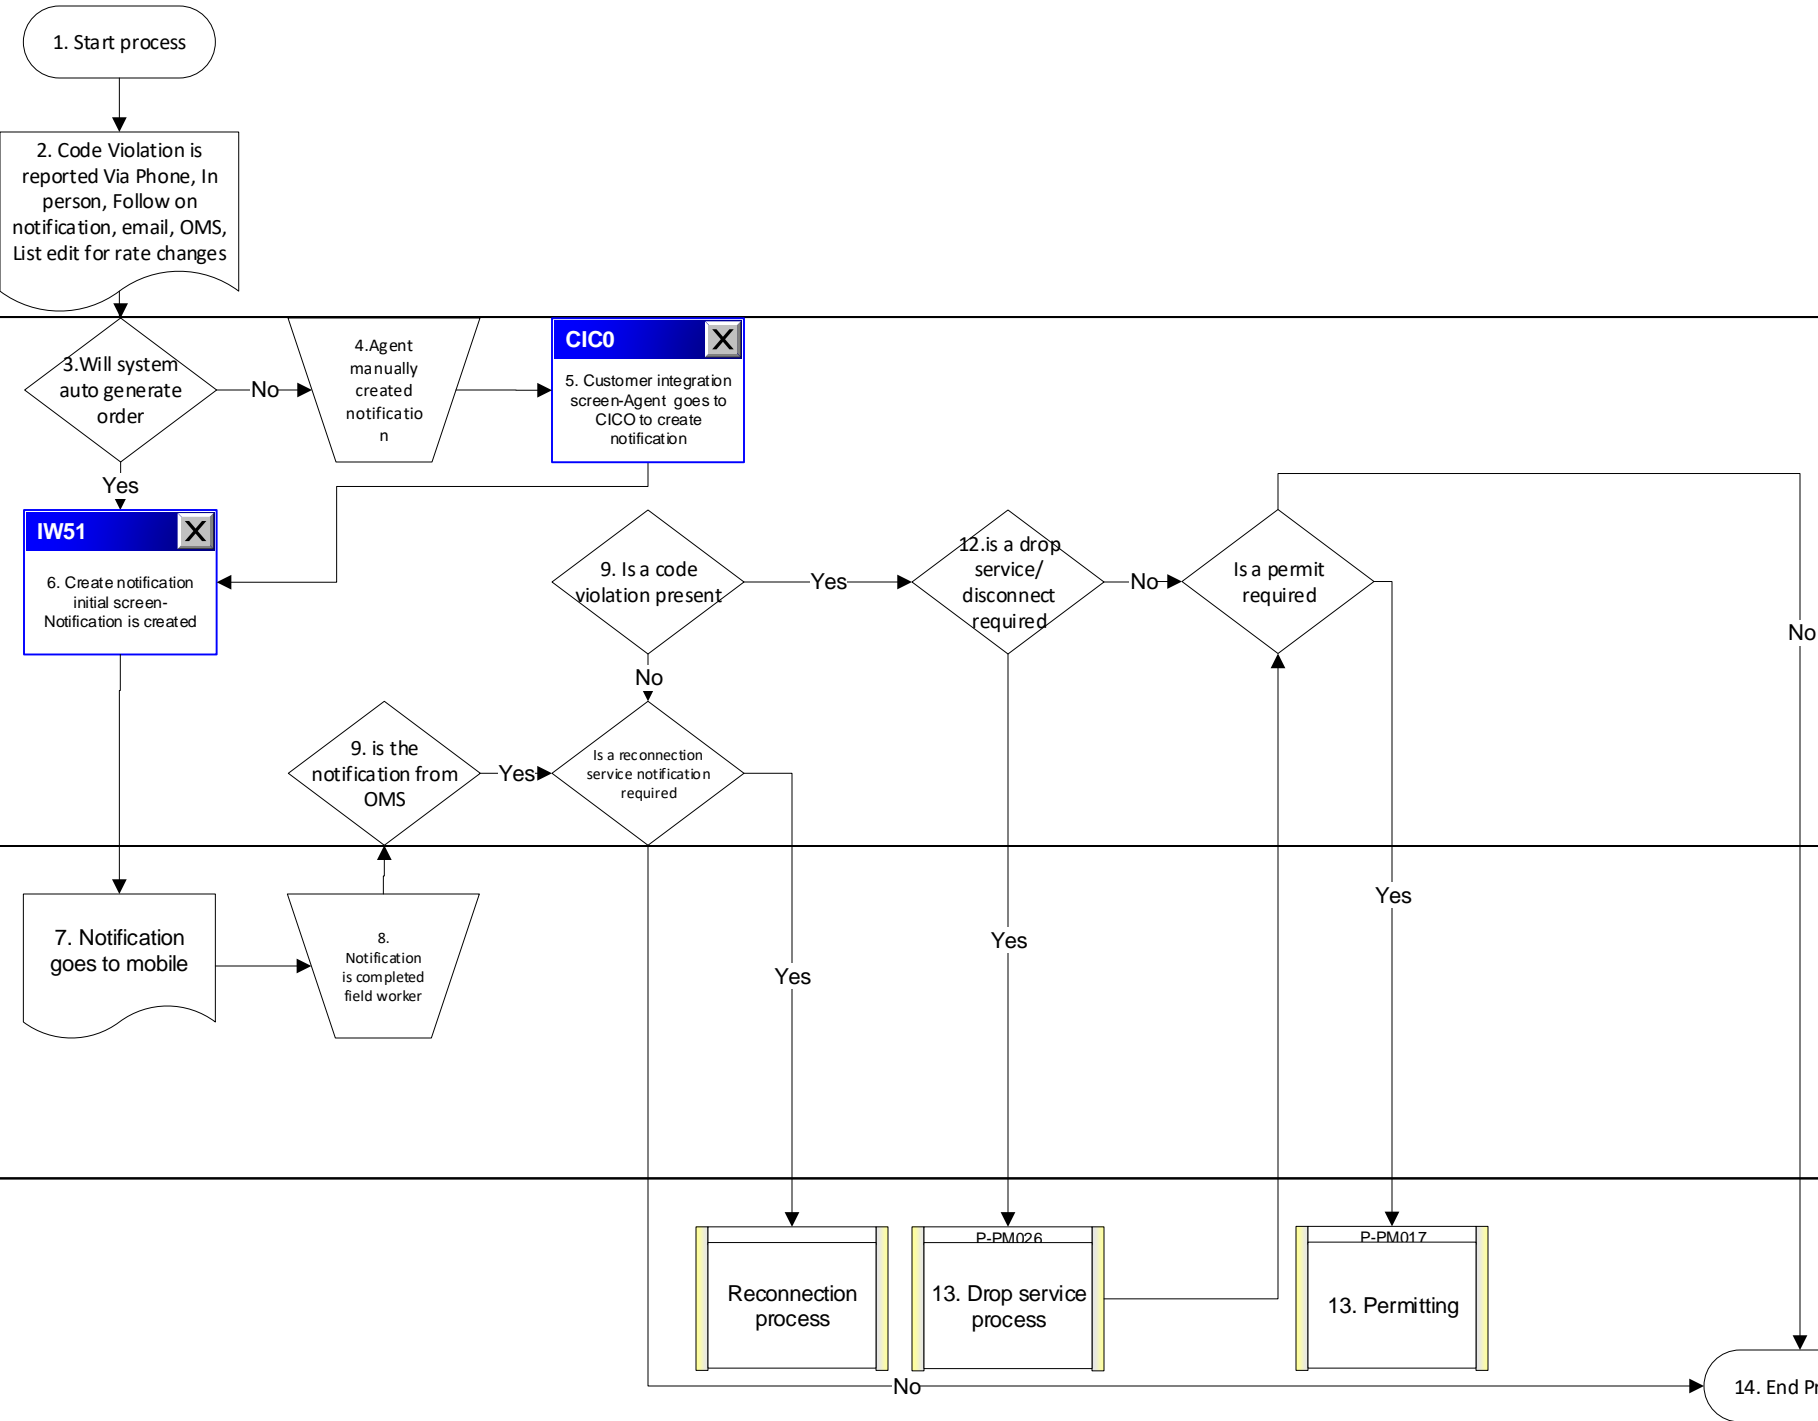 1. Start process
2. Code Violation is
reported Via Phone, In
person, Follow on
notification, email, OMS,
List edit for rate changes
3.Will system
auto generate
order
No
4.Agent
manually
created
notificatio
n
CIC0
X
5. Customer integration
screen-Agent goes to
CICO to create
notification
Yes
IW51
X
6. Create notification
initial screen-
Notification is created
9. Is a code
violation present
Yes
12.is a drop
service/
disconnect
required
No
Is a permit
required
No
No
9. is the
notification from
OMS
Yes
Is a reconnection
service notification
required
Yes
Yes
Yes
7. Notification
goes to mobile
8.
Notification
is completed
field worker
Reconnection
process
P-PM026
13. Drop service
process
P-PM017
13. Permitting
No
14. End Pr